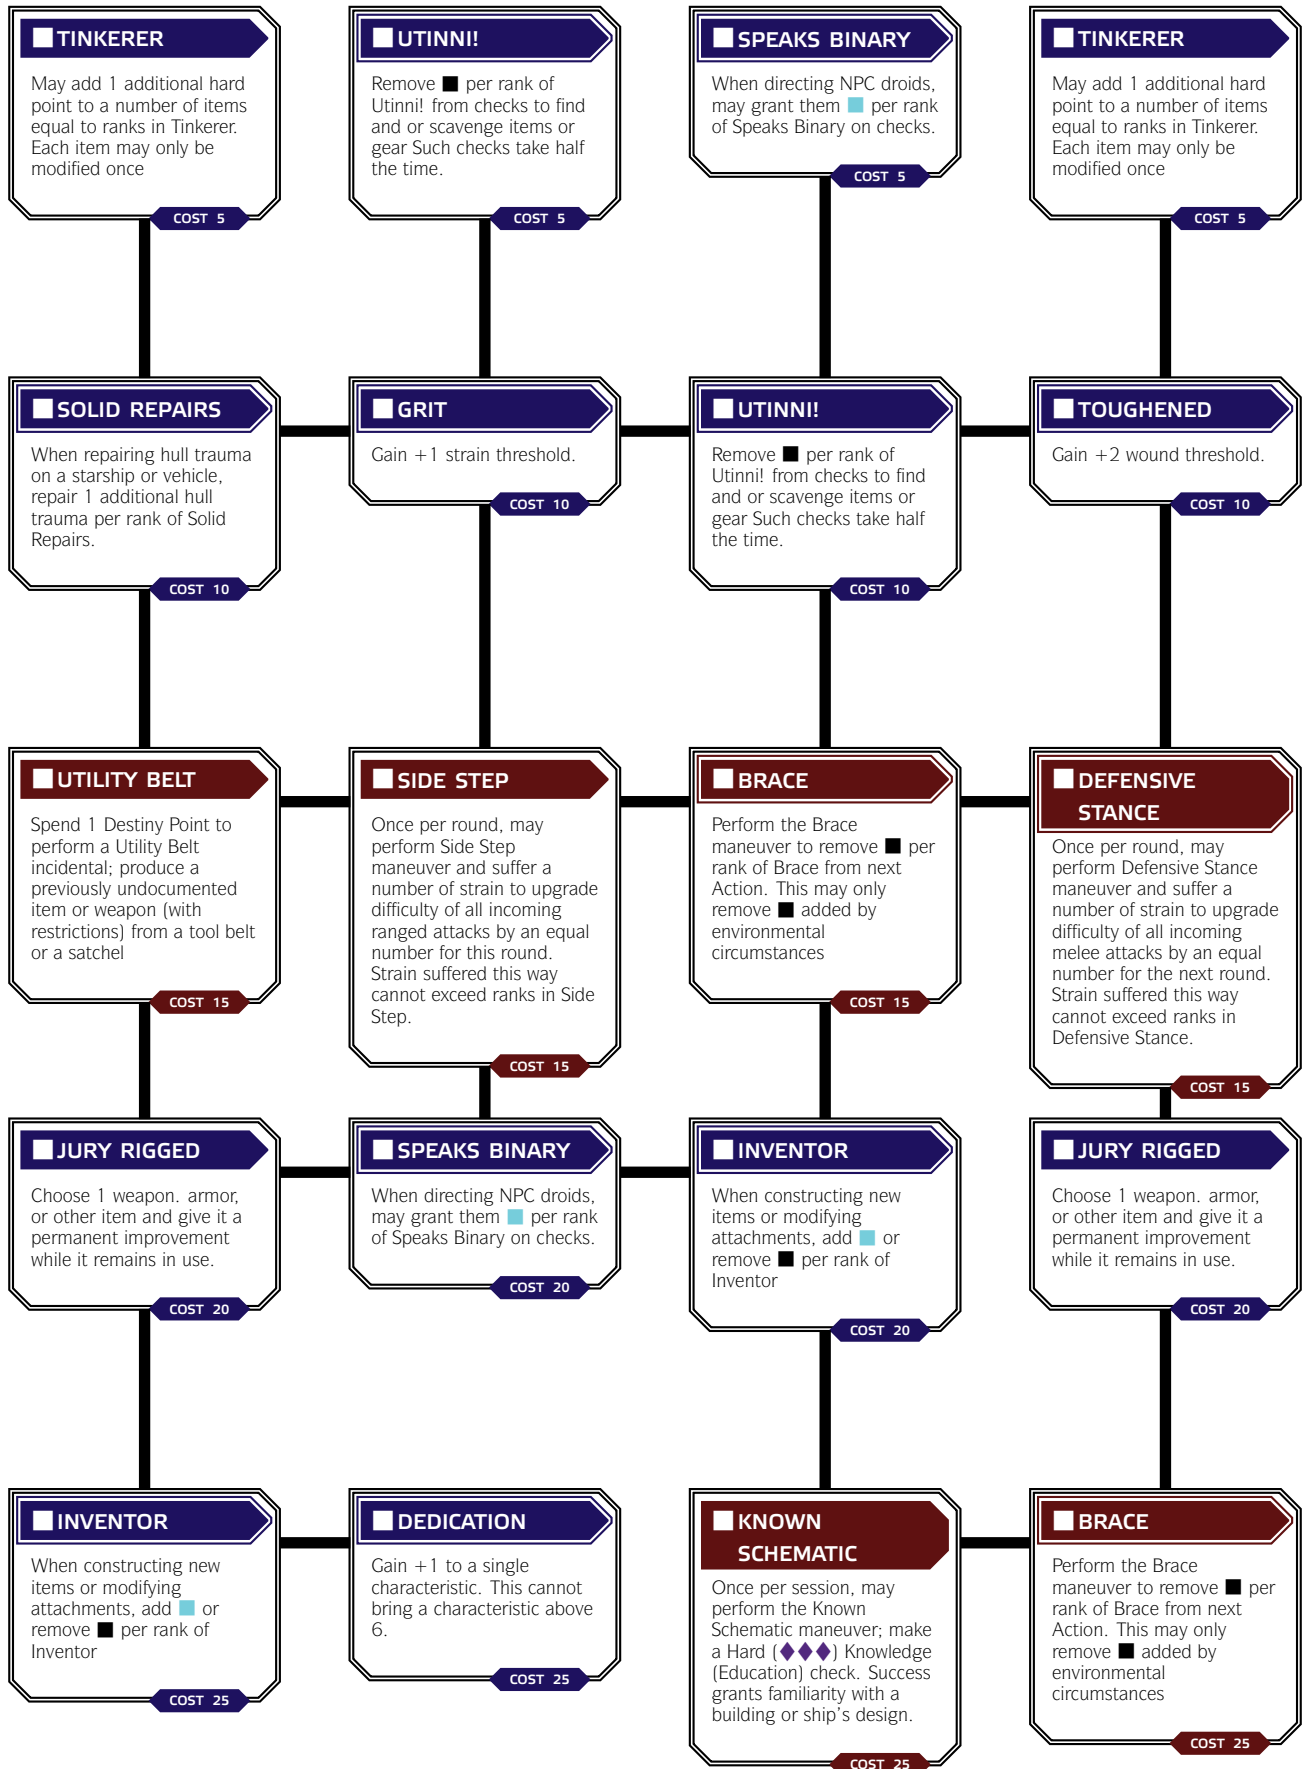 TINKERER
May add 1 additional hard
point to a number of items
equal to ranks in Tinkerer.
Each item may only be
modified once
COST 5
UTINNI!
Remove per rank of
Utinni! from checks to find
and or scavenge items or
gear Such checks take half
the time.
COST 5
SPEAKS BINARY
When directing NPC droids,
may grant them per rank
of Speaks Binary on checks.
COST 5
TINKERER
May add 1 additional hard
point to a number of items
equal to ranks in Tinkerer.
Each item may only be
modified once
COST 5
SOLID REPAIRS
When repairing hull trauma
on a starship or vehicle,
repair 1 additional hull
trauma per rank of Solid
Repairs.
COST 10
GRIT
Gain +1 strain threshold.
COST 10
UTINNI!
Remove per rank of
Utinni! from checks to find
and or scavenge items or
gear Such checks take half
the time.
COST 10
TOUGHENED
Gain +2 wound threshold.
COST 10
UTILITY BELT
Spend 1 Destiny Point to
perform a Utility Belt
incidental; produce a
previously undocumented
item or weapon (with
restrictions) from a tool belt
or a satchel
COST 15
SIDE STEP
Once per round, may
perform Side Step
maneuver and suffer a
number of strain to upgrade
difficulty of all incoming
ranged attacks by an equal
number for this round.
Strain suffered this way
cannot exceed ranks in Side
Step.
COST 15
BRACE
Perform the Brace
maneuver to remove per
rank of Brace from next
Action. This may only
remove added by
environmental
circumstances
COST 15
DEFENSIVE
STANCE
Once per round, may
perform Defensive Stance
maneuver and suffer a
number of strain to upgrade
difficulty of all incoming
melee attacks by an equal
number for the next round.
Strain suffered this way
cannot exceed ranks in
Defensive Stance.
COST 15
JURY RIGGED
Choose 1 weapon. armor,
or other item and give it a
permanent improvement
while it remains in use.
COST 20
SPEAKS BINARY
When directing NPC droids,
may grant them per rank
of Speaks Binary on checks.
COST 20
INVENTOR
When constructing new
items or modifying
attachments, add or
remove per rank of
Inventor
COST 20
JURY RIGGED
Choose 1 weapon. armor,
or other item and give it a
permanent improvement
while it remains in use.
COST 20
INVENTOR
When constructing new
items or modifying
attachments, add or
remove per rank of
Inventor
COST 25
DEDICATION
Gain +1 to a single
characteristic. This cannot
bring a characteristic above
6.
COST 25
KNOWN
SCHEMATIC
Once per session, may
perform the Known
Schematic maneuver; make
a Hard (◆◆◆) Knowledge
(Education) check. Success
grants familiarity with a
building or ship's design.
COST 25
BRACE
Perform the Brace
maneuver to remove per
rank of Brace from next
Action. This may only
remove added by
environmental
circumstances
COST 25